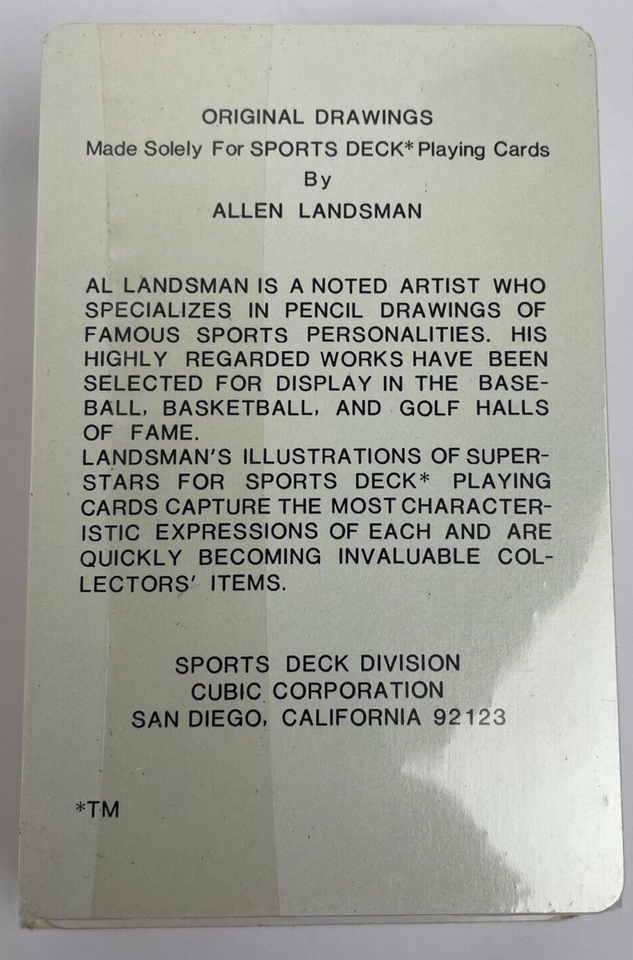 ORIGINAL DRAWINGS
Made Solely For SPORTS DECK* Playing Cards
By
ALLEN LANDSMAN
AL LANDSMAN IS A NOTED ARTIST WHO
SPECIALIZES IN PENCIL DRAWINGS OF
FAMOUS SPORTS PERSONALITIES. HIS
HIGHLY REGARDED WORKS HAVE BEEN
SELECTED FOR DISPLAY IN THE BASE-
BALL, BASKETBALL, AND GOLF HALLS
OF FAME.
LANDSMAN'S ILLUSTRATIONS OF SUPER-
STARS FOR SPORTS DECK* PLAYING
CARDS CAPTURE THE MOST CHARACTER-
ISTIC EXPRESSIONS OF EACH AND ARE
QUICKLY BECOMING INVALUABLE COL-
LECTORS' ITEMS.
SPORTS DECK DIVISION
CUBIC CORPORATION
SAN DIEGO, CALIFORNIA 92123
*TM